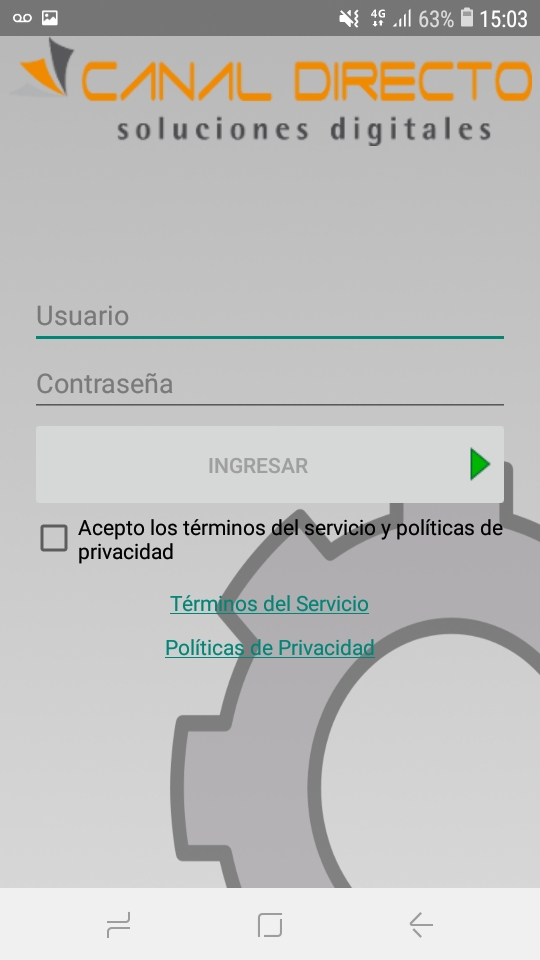 4G 63% 15:03
CANAL DIRECTO
soluciones digitales
Usuario
Contraseña
INGRESAR
Acepto los términos del servicio y políticas de
privacidad
Términos del Servicio
Políticas de Privacidad